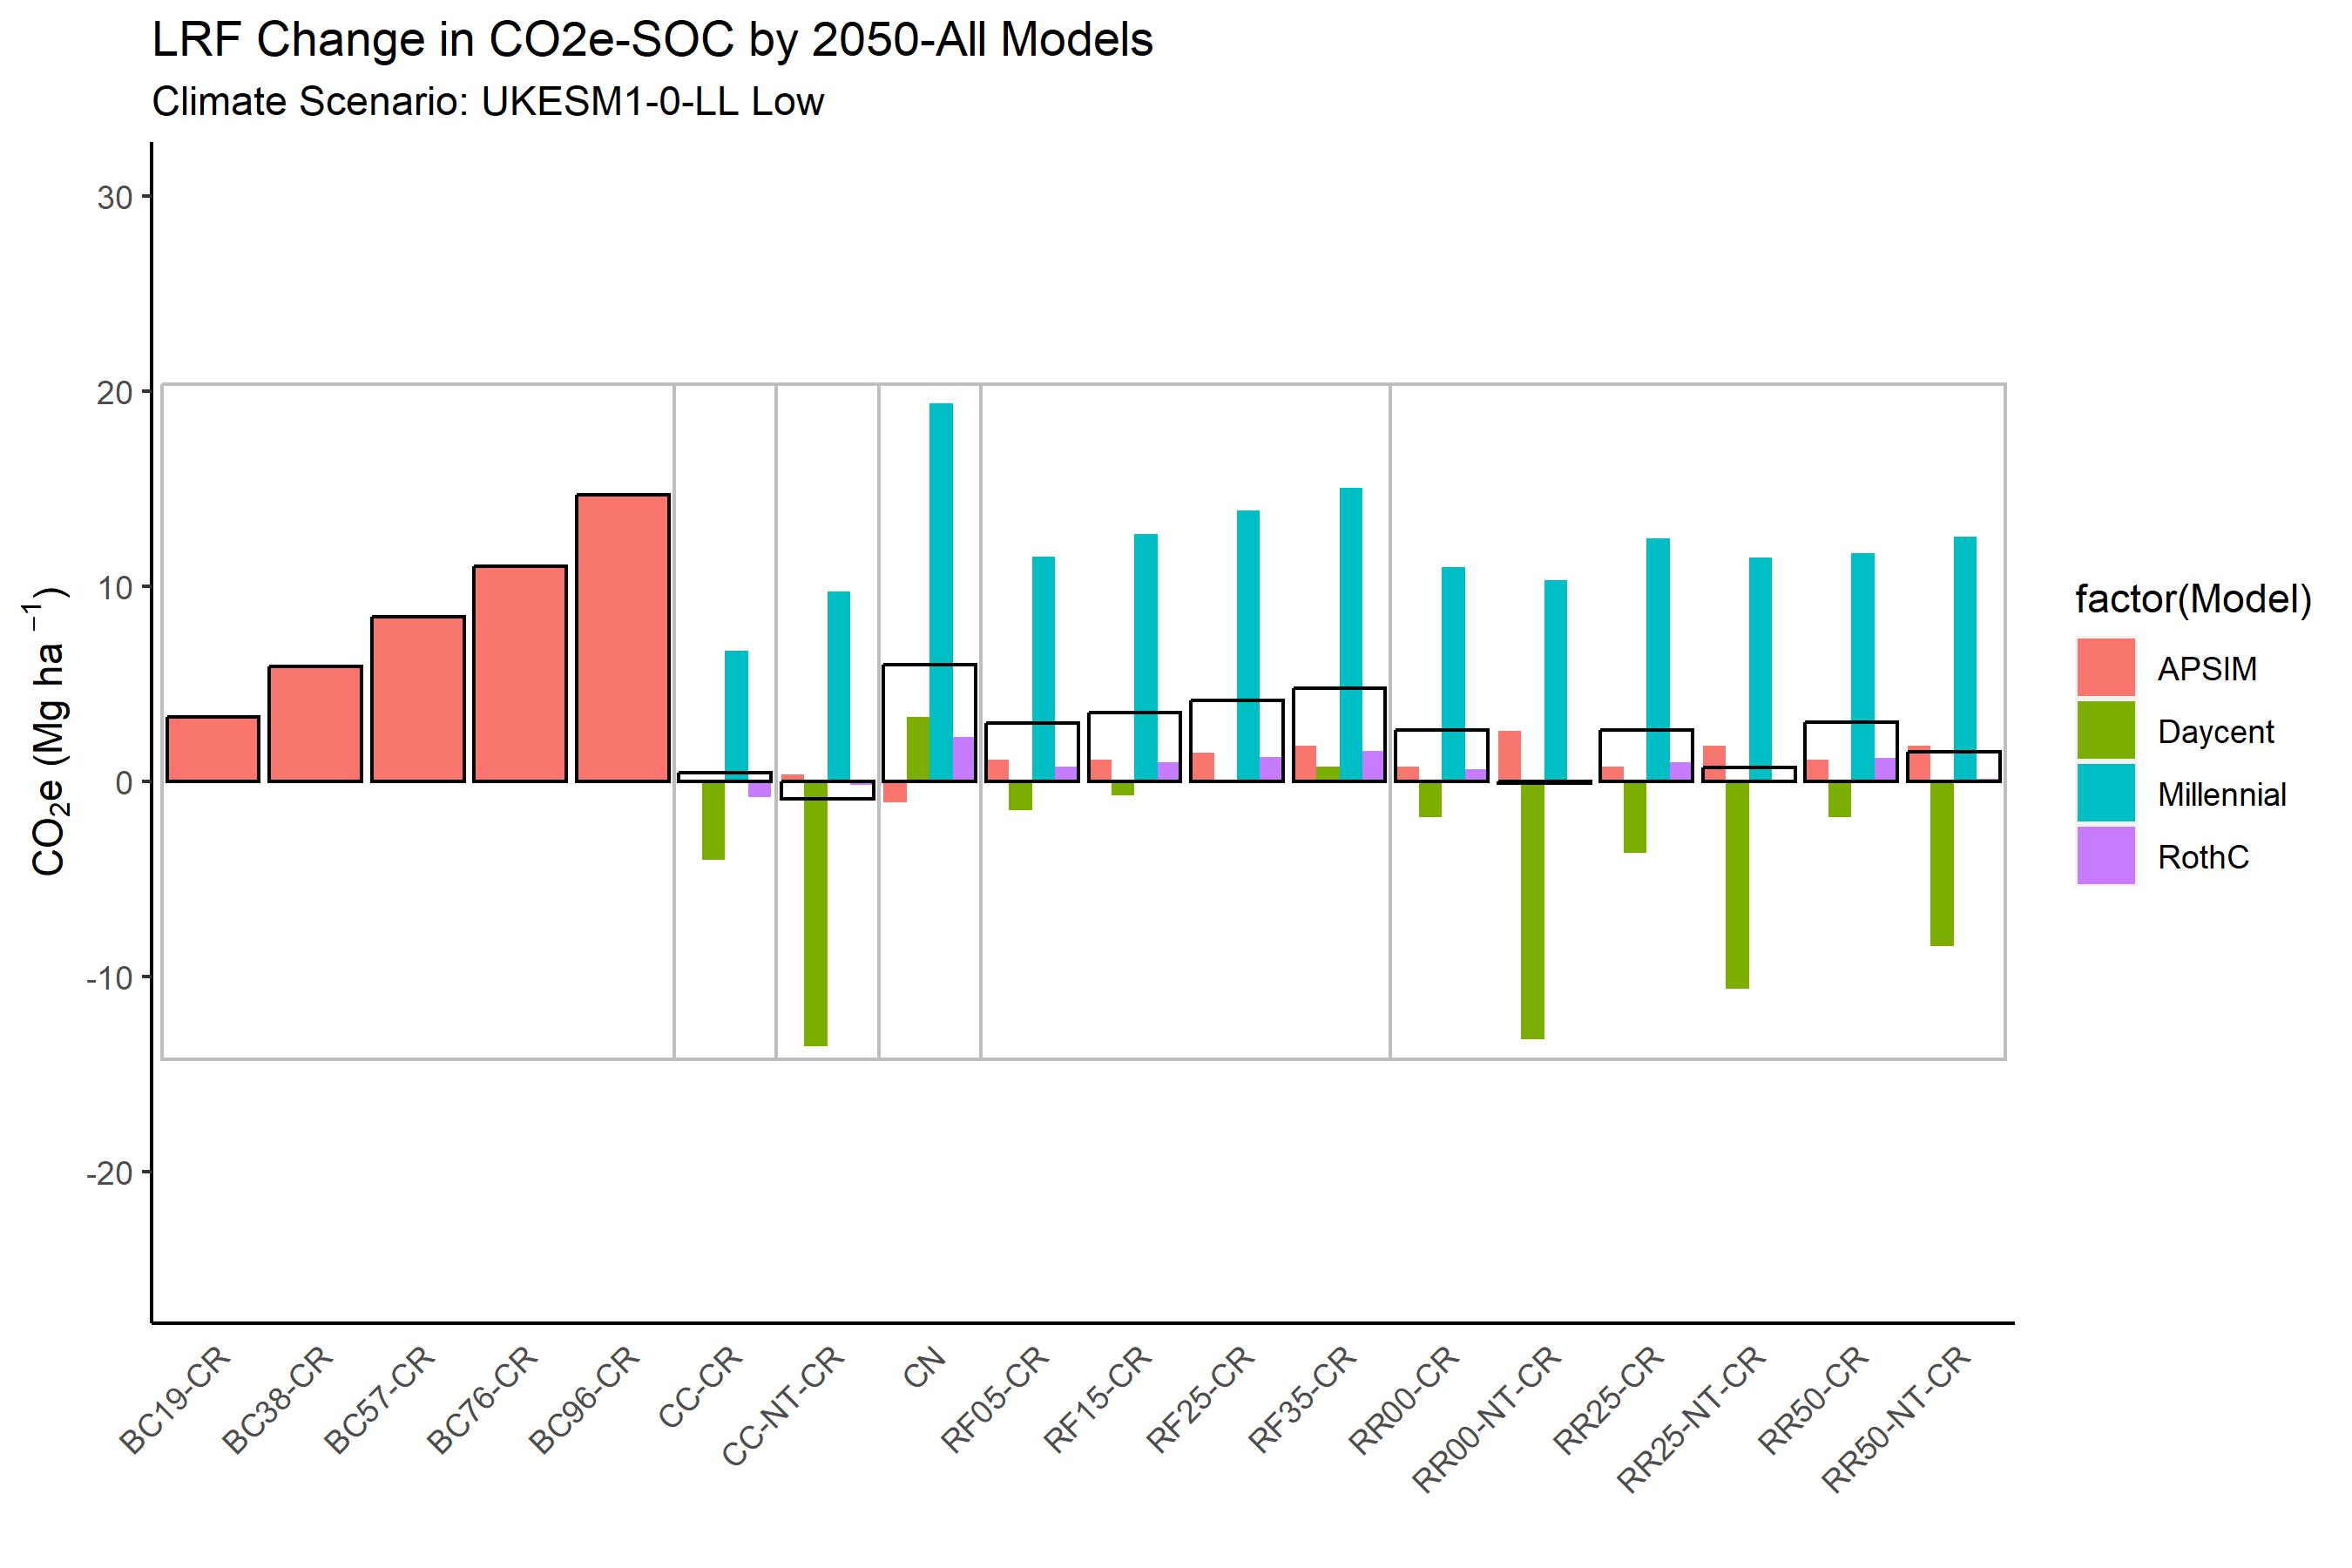 LRF Change in CO2e-SOC by 2050-All Models
Climate Scenario: UKESM1-0-LL Low
CO₂e (Mg ha ⁻¹)
30
20
10
0
-10
-20
BC19-CR
BC38-CR
BC57-CR
BC76-CR
BC96-CR
CC-CR
CC-NT-CR
CN
RF05-CR
RF15-CR
RF25-CR
RF35-CR
RR00-CR
RR00-NT-CR
RR25-CR
RR25-NT-CR
RR50-CR
RR50-NT-CR
factor(Model)
APSIM
Daycent
Millennial
RothC